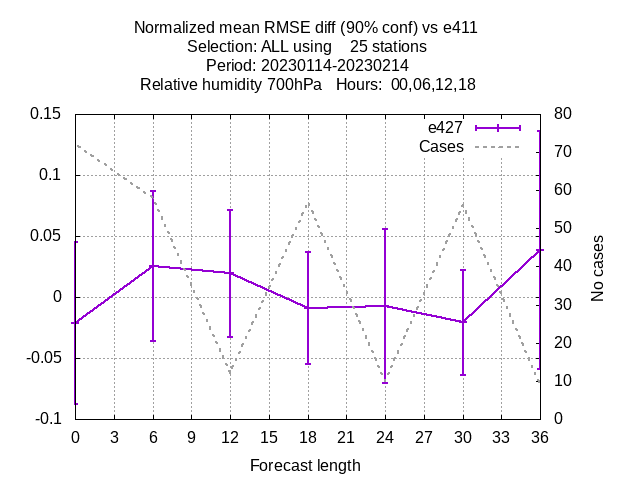 Normalized mean RMSE diff (90% conf) vs e411
Selection: ALL using    25 stations
Period: 20230114-20230214
Relative humidity 700hPa   Hours:  00,06,12,18
e427
Cases
0.15
0.1
0.05
0
-0.05
-0.1
80
70
60
50
40
30
20
10
0
No cases
0 3 6 9 12 15 18 21 24 27 30 33 36
Forecast length